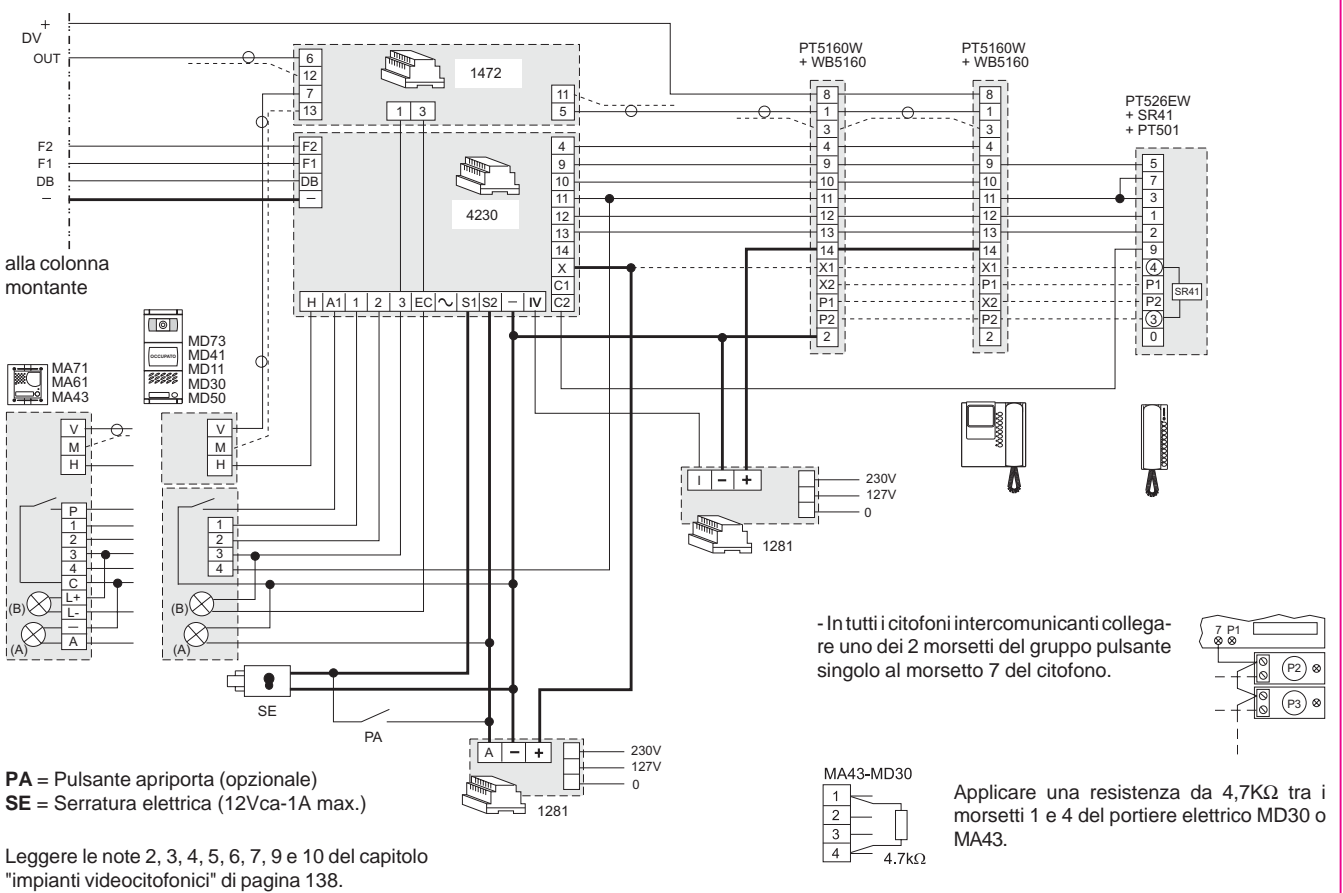 +
DV
OUT
F2
F1
DB
—
alla colonna
montante
6
12
7
13
1472
1 3
11
5
F2
F1
DB
—
4230
4
9
10
11
12
13
14
X
C1
C2
H A1 1 2 3 EC S1 S2 — IV
PT5160W
+ WB5160
8
1
3
4
9
10
11
12
13
14
X1
X2
P1
P2
2
PT5160W
+ WB5160
8
1
3
4
9
10
11
12
13
14
X1
P1
X2
P2
2
PT526EW
+ SR41
+ PT501
5
7
3
1
2
9
4
P1
P2
3
0
SR41
MA71
MA61
MA43
OCCUPATO
MD73
MD41
MD11
MD30
MD50
V
M
H
P
1
2
3
4
C
L+
L-
—
A
(B)
(A)
V
M
H
1
2
3
4
(B)
(A)
I – +
230V
127V
0
1281
SE
PA
A – +
230V
127V
0
1281
- In tutti i citofoni intercomunicanti collega-
re uno dei 2 morsetti del gruppo pulsante
singolo al morsetto 7 del citofono.
7 P1
P2
P3
PA = Pulsante apriporta (opzionale)
SE = Serratura elettrica (12Vca-1A max.)
MA43-MD30
1
2
3
4
4.7kΩ
Applicare una resistenza da 4,7KΩ tra i
morsetti 1 e 4 del portiere elettrico MD30 o
MA43.
Leggere le note 2, 3, 4, 5, 6, 7, 9 e 10 del capitolo
"impianti videocitofonici" di pagina 138.